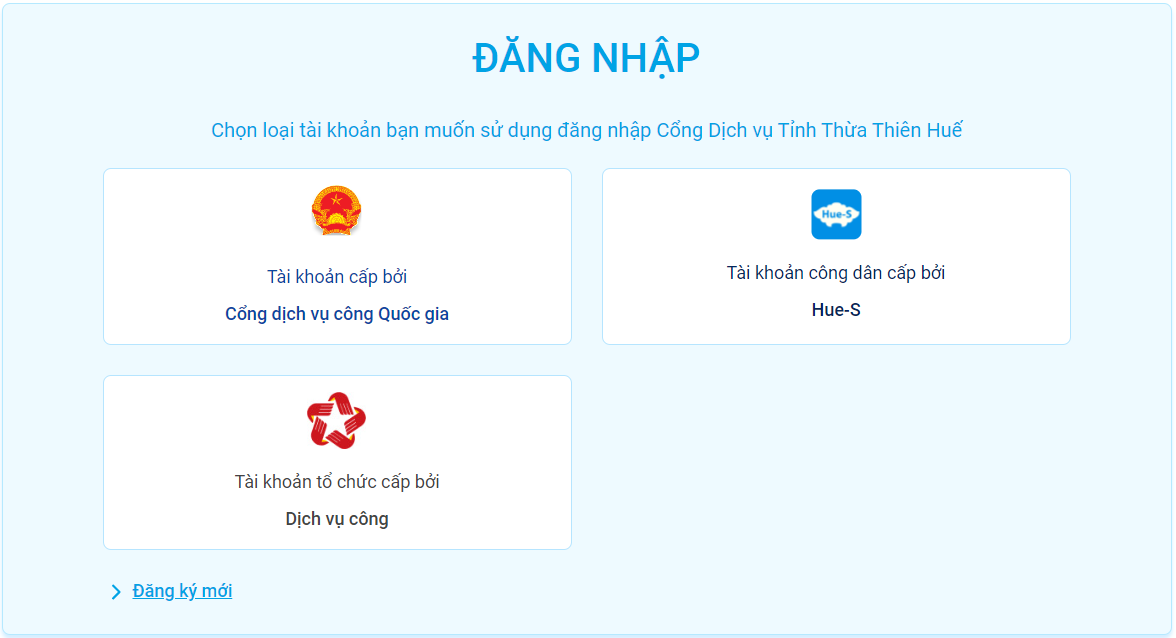 ĐĂNG NHẬP
Chọn loại tài khoản bạn muốn sử dụng đăng nhập Cổng Dịch vụ Tỉnh Thừa Thiên Huế
Tài khoản cấp bởi
Cổng dịch vụ công Quốc gia
Hue-S
Tài khoản công dân cấp bởi
Hue-S
Tài khoản tổ chức cấp bởi
Dịch vụ công
Đăng ký mới